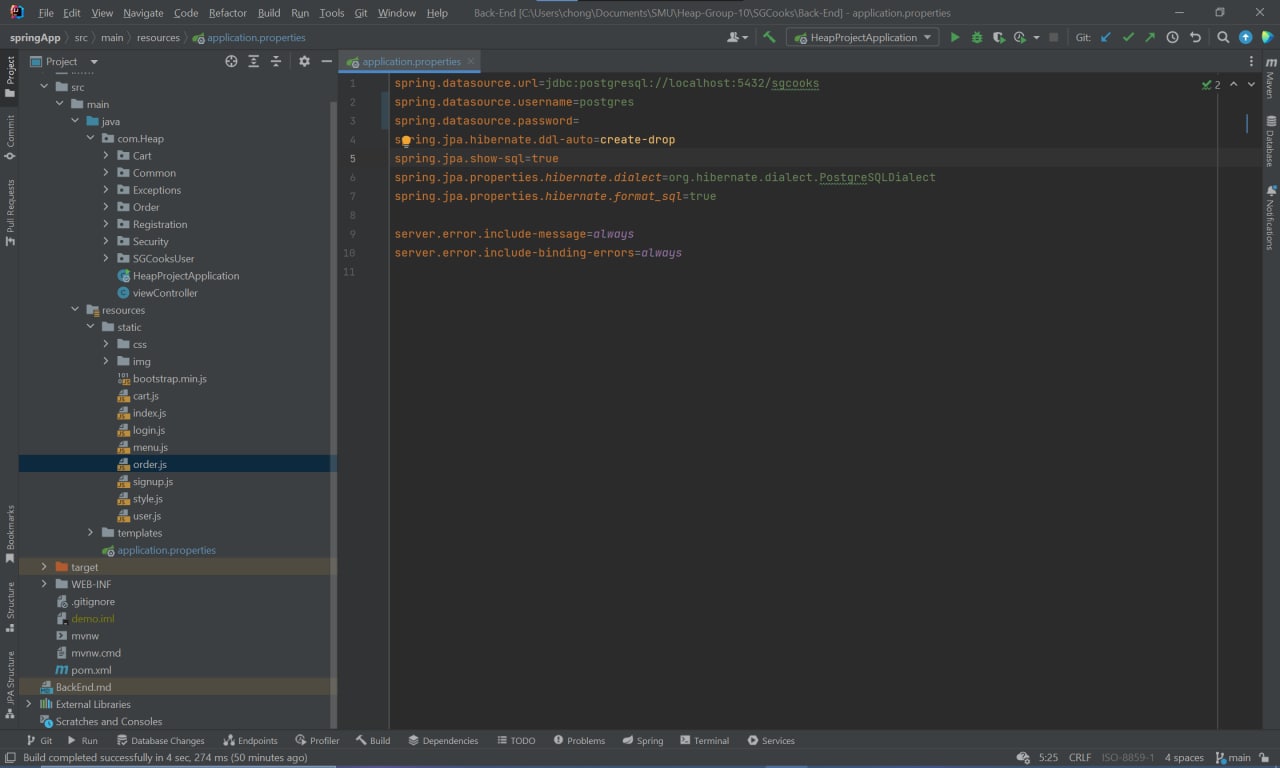 File Edit View Navigate Code Refactor Build Run Tools Git Window Help Back-End [C:\Users\chong\Documents\SMU\Heap-Group-10\SGCooks\Back-End] - application.properties
springApp src main resources application.properties HeapProjectApplication Git:
Project
application.properties
src
main
java
com.Heap
Cart
Common
Exceptions
Order
Registration
Security
SGCooksUser
HeapProjectApplication
viewController
resources
static
css
img
bootstrap.min.js
cart.js
index.js
login.js
menu.js
order.js
signup.js
style.js
user.js
templates
application.properties
target
WEB-INF
.gitignore
demo.iml
mvnw
mvnw.cmd
pom.xml
BackEnd.md
External Libraries
Scratches and Consoles
1 spring.datasource.url=jdbc:postgresql://localhost:5432/sgcooks
2 spring.datasource.username=postgres
3 spring.datasource.password=
4 spring.jpa.hibernate.ddl-auto=create-drop
5 spring.jpa.show-sql=true
6 spring.jpa.properties.hibernate.dialect=org.hibernate.dialect.PostgreSQLDialect
7 spring.jpa.properties.hibernate.format_sql=true
8
9 server.error.include-message=always
10 server.error.include-binding-errors=always
11
2
Project
Commit
Pull Requests
Bookmarks
Structure
JPA Structure
Maven
Database
Notifications
Git Run Database Changes Endpoints Profiler Build Dependencies TODO Problems Spring Terminal Services
Build completed successfully in 4 sec, 274 ms (50 minutes ago) 5:25 CRLF ISO-8859-1 4 spaces main